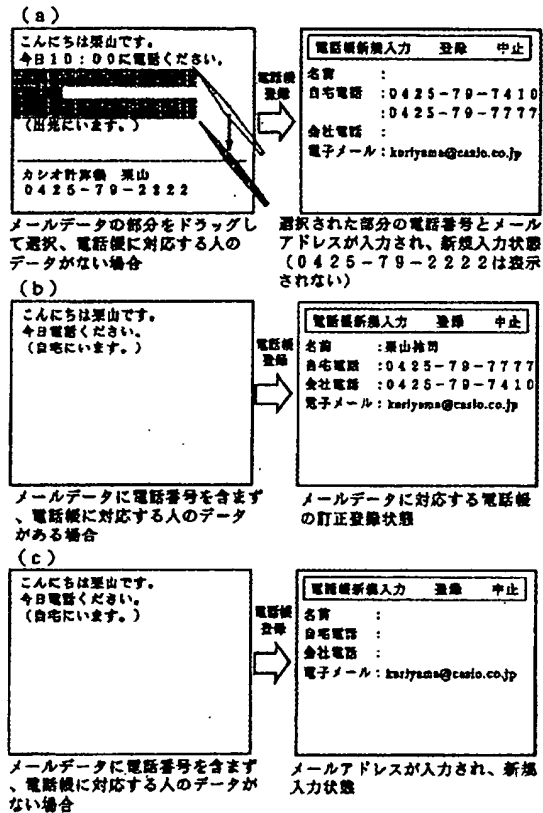 (a)
こんにちは栗山です。
今日10:00に電話ください。
(出先にいます。)
カシオ計算機 栗山
0425-79-2222
電話帳
登録
電話帳新規入力 登録 中止
名前 :
自宅電話 :0425-79-7410
:0425-79-7777
会社電話 :
電子メール:kuriyama@casio.co.jp
メールデータの部分をドラッグし
て選択、電話帳に対応する人の
データがない場合
選択された部分の電話番号とメール
アドレスが入力され、新規入力状態
(0425-79-2222は表示
されない)
(b)
こんにちは栗山です。
今日電話ください。
(自宅にいます。)
電話帳
登録
電話帳新規入力 登録 中止
名前 :栗山
自宅電話 :0425-79-7777
会社電話 :0425-79-7410
電子メール:kuriyama@casio.co.jp
メールデータに電話番号を含まず
、電話帳に対応する人のデータ
がある場合
メールデータに対応する電話帳
の訂正登録状態
(c)
こんにちは栗山です。
今日電話ください。
(自宅にいます。)
電話帳
登録
電話帳新規入力 登録 中止
名前 :
自宅電話 :
会社電話 :
電子メール:kuriyama@casio.co.jp
メールデータに電話番号を含まず
、電話帳に対応する人のデータが
ない場合
メールアドレスが入力され、新規
入力状態